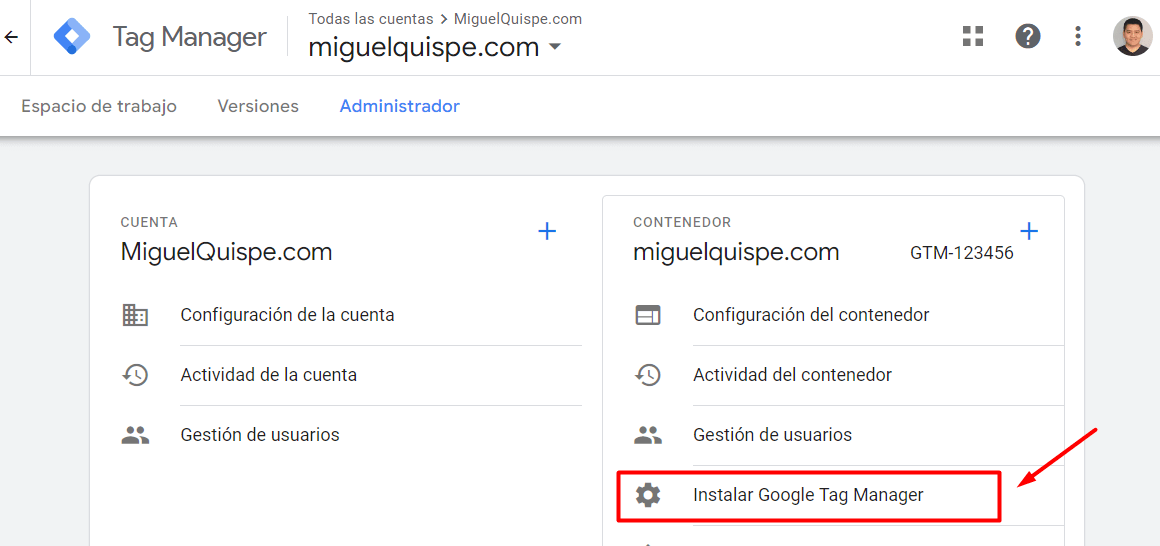 Todas las cuentas > MiguelQuispe.com
Tag Manager
miguelquispe.com
Espacio de trabajo Versiones Administrador
CUENTA
MiguelQuispe.com
Configuración de la cuenta
Actividad de la cuenta
Gestión de usuarios
CONTENEDOR
miguelquispe.com GTM-123456
Configuración del contenedor
Actividad del contenedor
Gestión de usuarios
Instalar Google Tag Manager